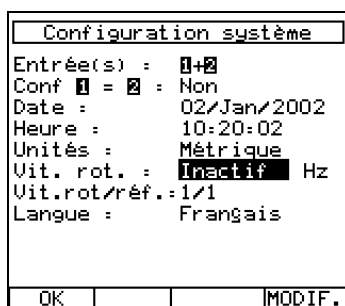 Configuration système
Entrée(s) : 1+2
Conf 1 = 2 : Non
Date : 02/Jan/2002
Heure : 10:20:02
Unités : Métrique
Vit. rot. : Inactif Hz
Vit.rot/réf.:1/1
Langue : Français
OK MODIF.